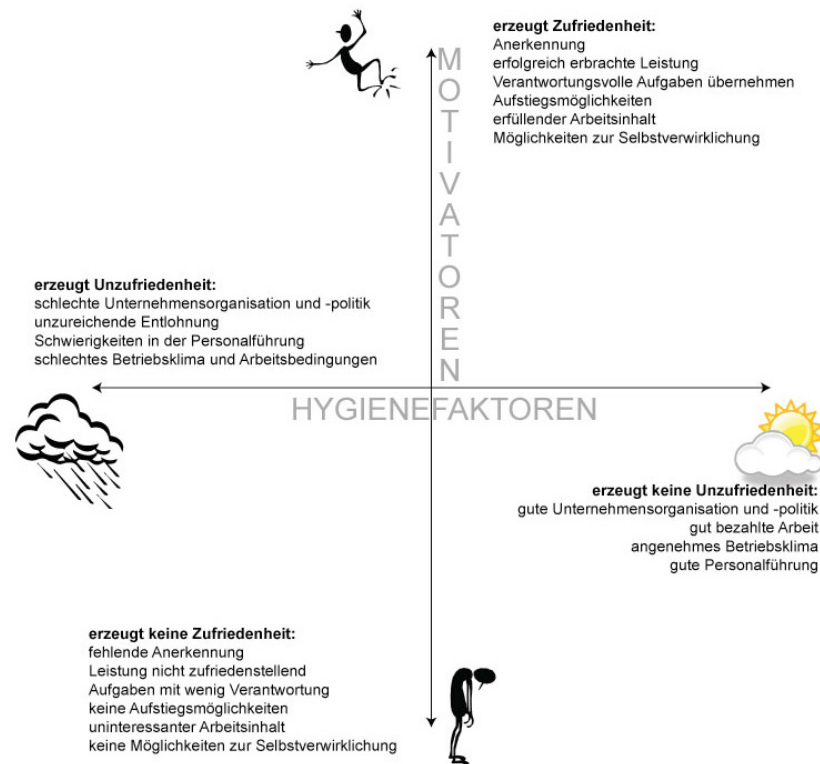 erzeugt Zufriedenheit:
Anerkennung
erfolgreich erbrachte Leistung
Verantwortungsvolle Aufgaben übernehmen
Aufstiegsmöglichkeiten
erfüllender Arbeitsinhalt
Möglichkeiten zur Selbstverwirklichung
MOTIVATOREN
erzeugt Unzufriedenheit:
schlechte Unternehmensorganisation und -politik
unzureichende Entlohnung
Schwierigkeiten in der Personalführung
schlechtes Betriebsklima und Arbeitsbedingungen
HYGIENEFAKTOREN
erzeugt keine Unzufriedenheit:
gute Unternehmensorganisation und -politik
gut bezahlte Arbeit
angenehmes Betriebsklima
gute Personalführung
erzeugt keine Zufriedenheit:
fehlende Anerkennung
Leistung nicht zufriedenstellend
Aufgaben mit wenig Verantwortung
keine Aufstiegsmöglichkeiten
uninteressanter Arbeitsinhalt
keine Möglichkeiten zur Selbstverwirklichung